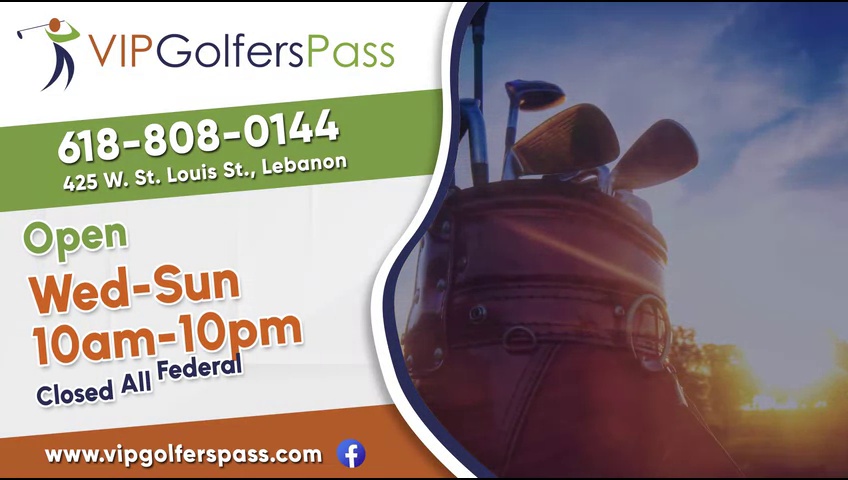 VIPGolfersPass
618-808-0144
425 W. St. Louis St., Lebanon
Open
Wed-Sun
10am-10pm
Closed All Federal
www.vipgolferspass.com